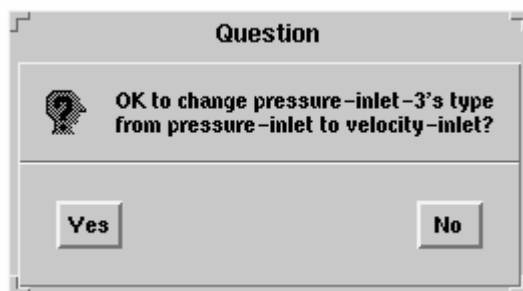 Question
OK to change pressure-inlet-3's type
from pressure-inlet to velocity-inlet?
Yes
No